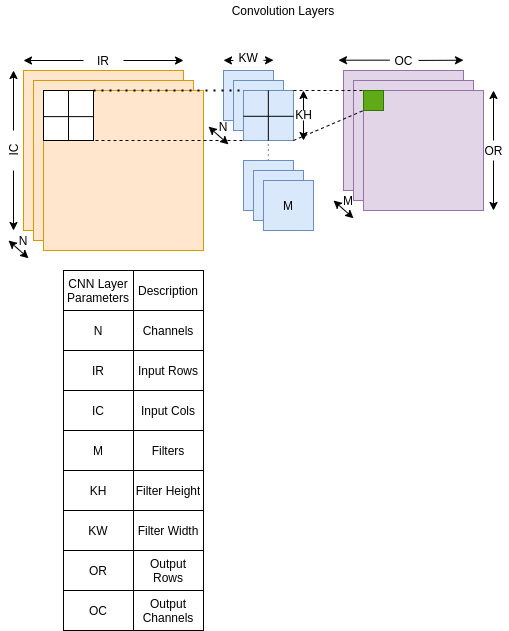 Convolution Layers
IR
KW
OC
IC
N
KH
OR
N
M
M
N
CNN Layer
Parameters
Description
N
Channels
IR
Input Rows
IC
Input Cols
M
Filters
KH
Filter Height
KW
Filter Width
OR
Output
Rows
OC
Output
Channels